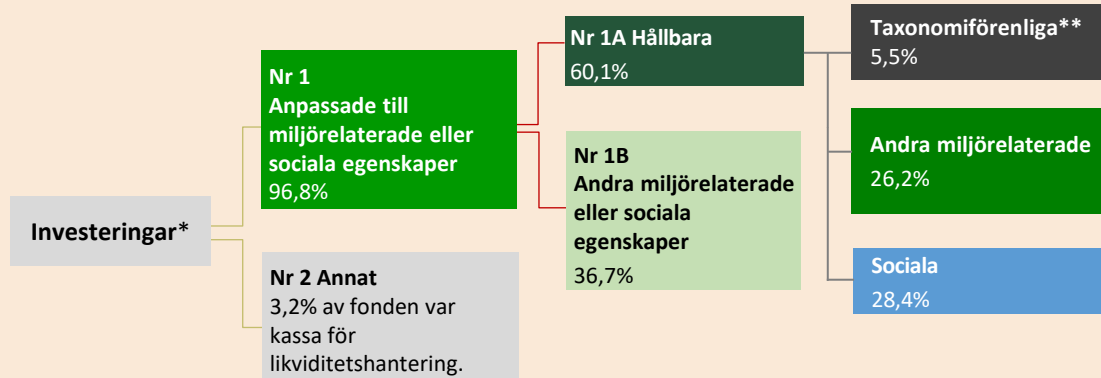 Investeringar*
Nr 1
Anpassade till
miljörelaterade eller
sociala egenskaper
96,8%
Nr 2 Annat
3,2% av fonden var
kassa för
likviditetshantering.
Nr 1A Hållbara
60,1%
Nr 1B
Andra miljörelaterade
eller sociala
egenskaper
36,7%
Taxonomiförenliga**
5,5%
Andra miljörelaterade
26,2%
Sociala
28,4%